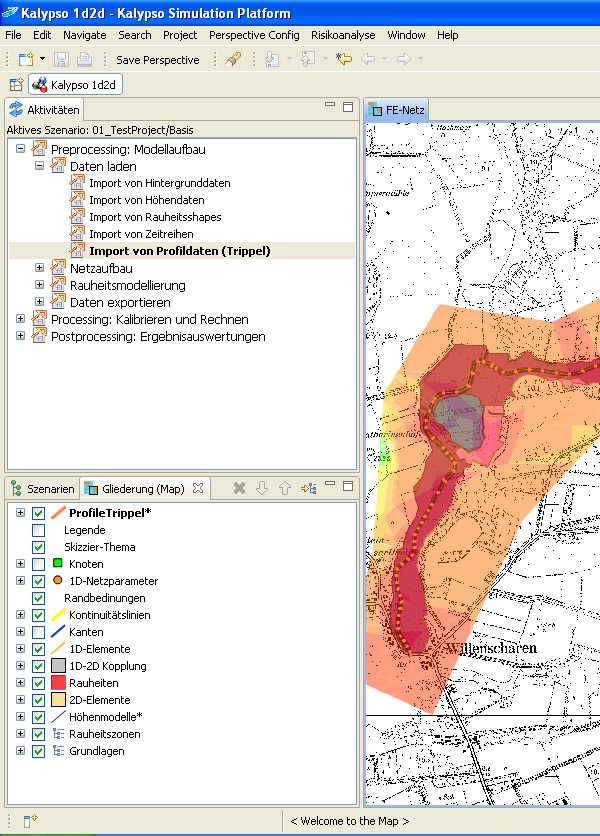 Kalypso 1d2d - Kalypso Simulation Platform
File Edit Navigate Search Project Perspective Config Risikoanalyse Window Help
Save Perspective
Kalypso 1d2d
Aktivitäten
Aktives Szenario: 01_TestProject/Basis
Preprocessing: Modellaufbau
Daten laden
Import von Hintergrunddaten
Import von Höhendaten
Import von Rauheitsshapes
Import von Zeitreihen
Import von Profildaten (Trippel)
Netzaufbau
Rauheitsmodellierung
Daten exportieren
Processing: Kalibrieren und Rechnen
Postprocessing: Ergebnisauswertungen
Szenarien Gliederung (Map)
ProfileTrippel*
Legende
Skizzier-Thema
Knoten
1D-Netzparameter
Randbedinungen
Kontinuitätslinien
Kanten
1D-Elemente
1D-2D Kopplung
Rauheiten
2D-Elemente
Höhenmodelle*
Rauheitszonen
Grundlagen
FE-Netz
Willenscharen
< Welcome to the Map >